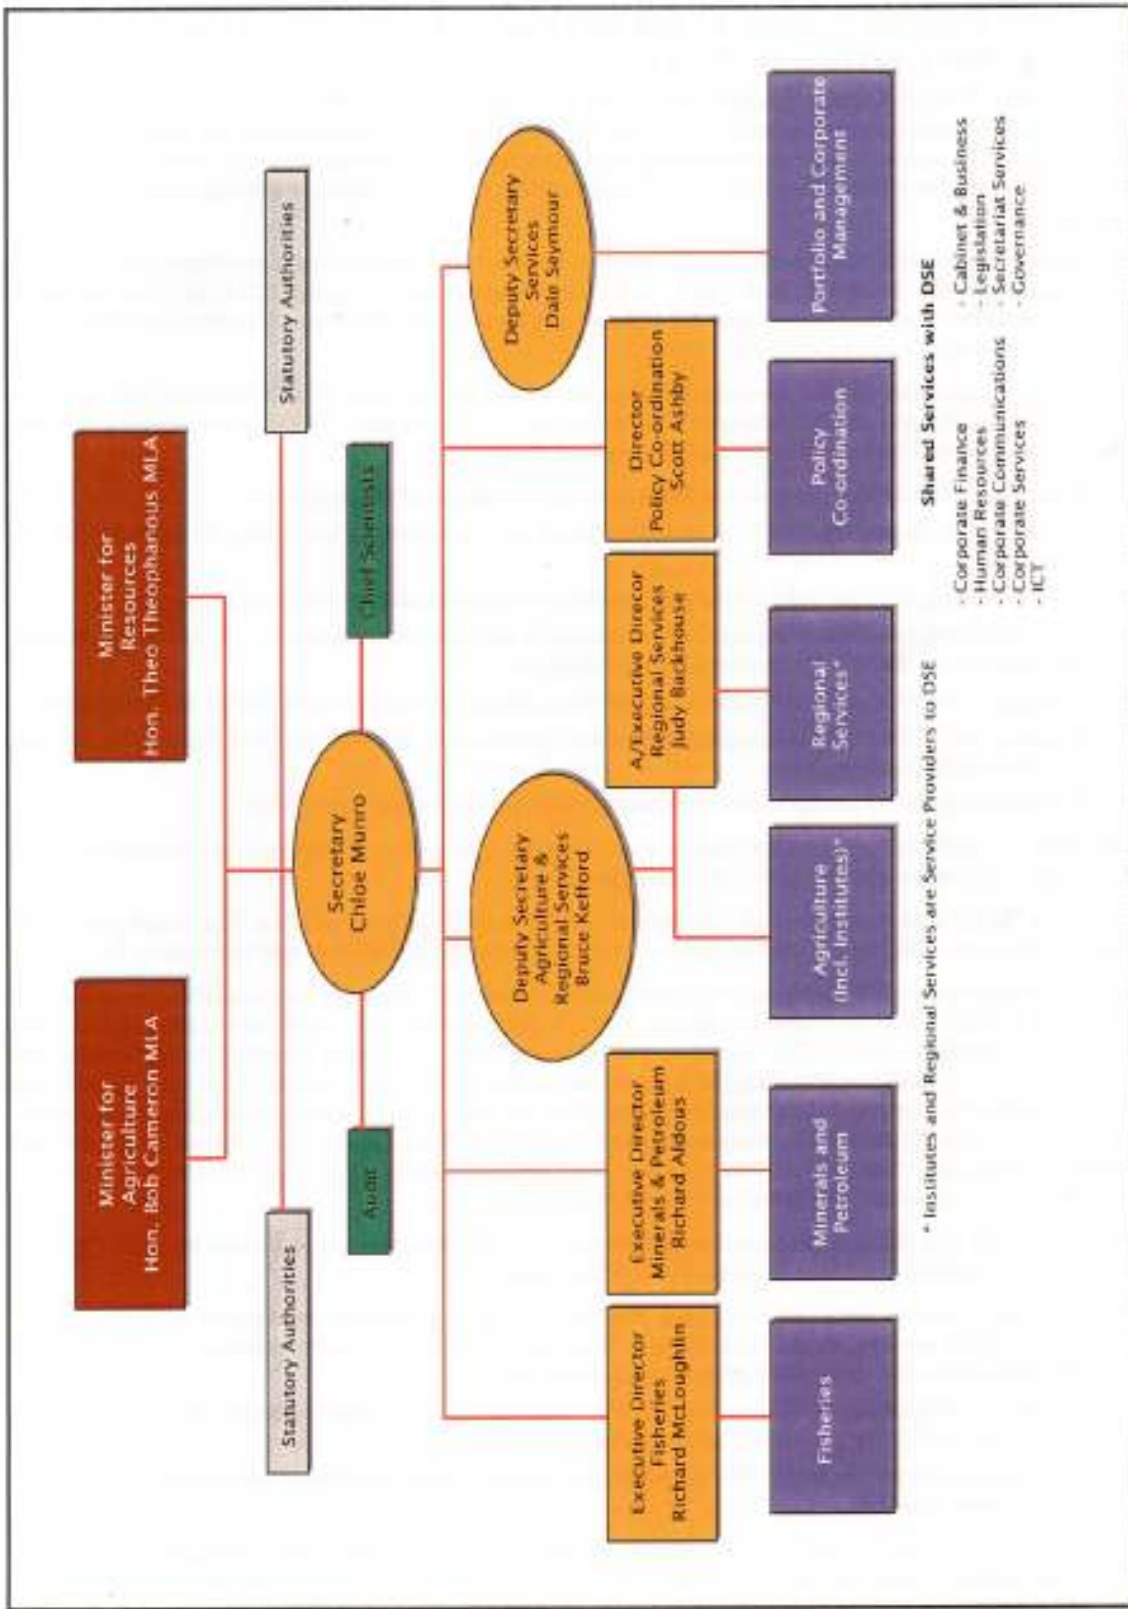 Minister for
Agriculture
Hon. Bob Cameron MLA
Minister for
Resources
Hon. Theo Theophanous MLA
Statutory Authorities
Statutory Authorities
Audit
Secretary
Chloe Munro
Chief Scientists
Deputy Secretary
Agriculture &
Regional Services
Bruce Kefford
Deputy Secretary
Services
Dale Seymour
Executive Director
Fisheries
Richard McLoughlin
Executive Director
Minerals & Petroleum
Richard Aldous
A/Executive Direcor
Regional Services
Judy Backhouse
Director
Policy Co-ordination
Scott Ashby
Fisheries
Minerals and
Petroleum
Agriculture
(Incl. Institutes)*
Regional
Services*
Policy
Co-ordination
Portfolio and Corporate
Management
* Institutes and Regional Services are Service Providers to DSE
Shared Services with DSE
- Corporate Finance
- Human Resources
- Corporate Communications
- Corporate Services
- ICT
- Cabinet & Business
- Legislation
- Secretariat Services
- Governance